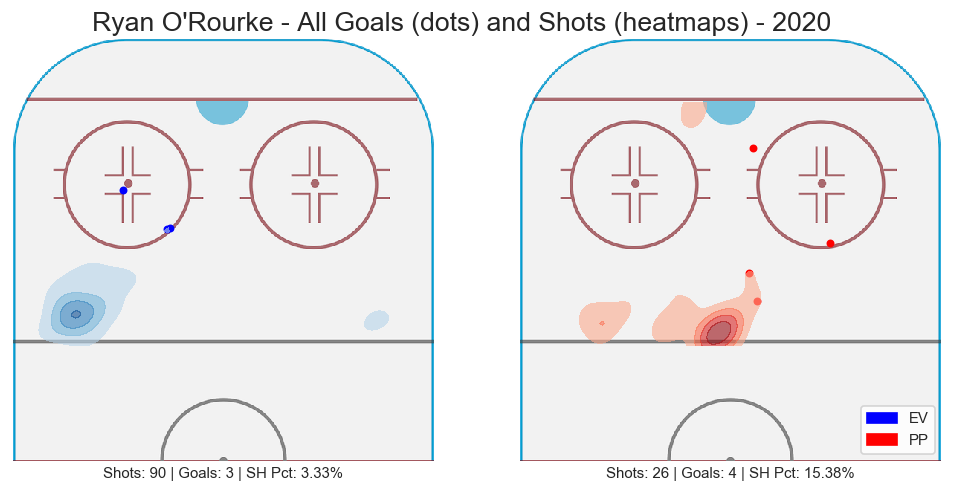 Ryan O'Rourke - All Goals (dots) and Shots (heatmaps) - 2020
EV
PP
Shots: 90 | Goals: 3 | SH Pct: 3.33%
Shots: 26 | Goals: 4 | SH Pct: 15.38%